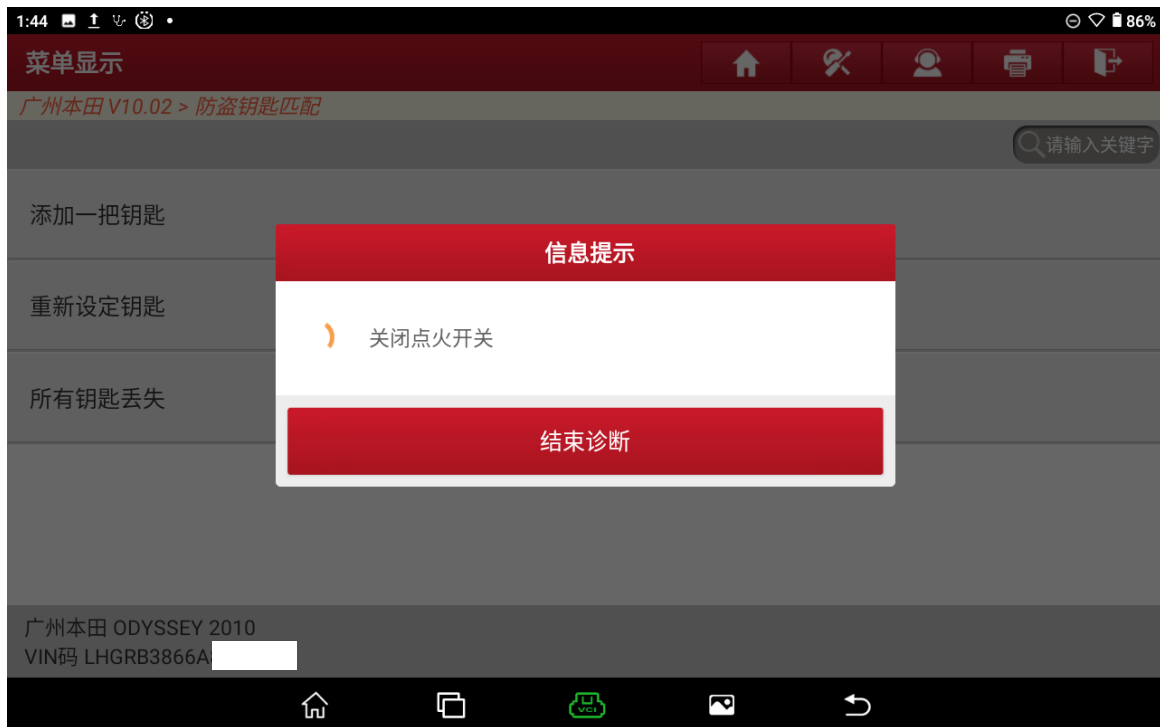 1:44
86%
菜单显示
广州本田 V10.02 > 防盗钥匙匹配
请输入关键字
添加一把钥匙
信息提示
重新设定钥匙
关闭点火开关
所有钥匙丢失
结束诊断
广州本田 ODYSSEY 2010
VIN码 LHGRB3866A
VCI